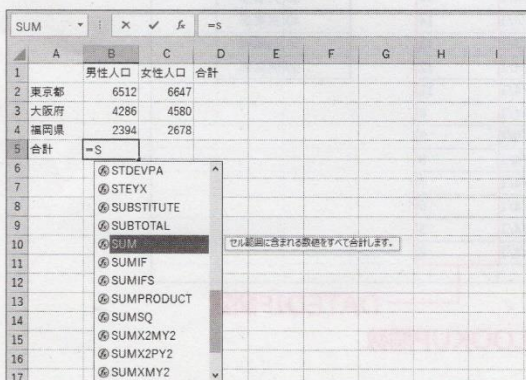 SUM fx =S
A B C D E F G H I
1 男性人口 女性人口 合計
2 東京都 6512 6647
3 大阪府 4286 4580
4 福岡県 2394 2678
5 合計 =S
6 STDEVPA
7 STEYX
8 SUBSTITUTE
9 SUBTOTAL
10 SUM セル範囲に含まれる数値をすべて合計します。
11 SUMIF
12 SUMIFS
13 SUMPRODUCT
14 SUMSQ
15 SUMX2MY2
16 SUMX2PY2
17 SUMXMY2